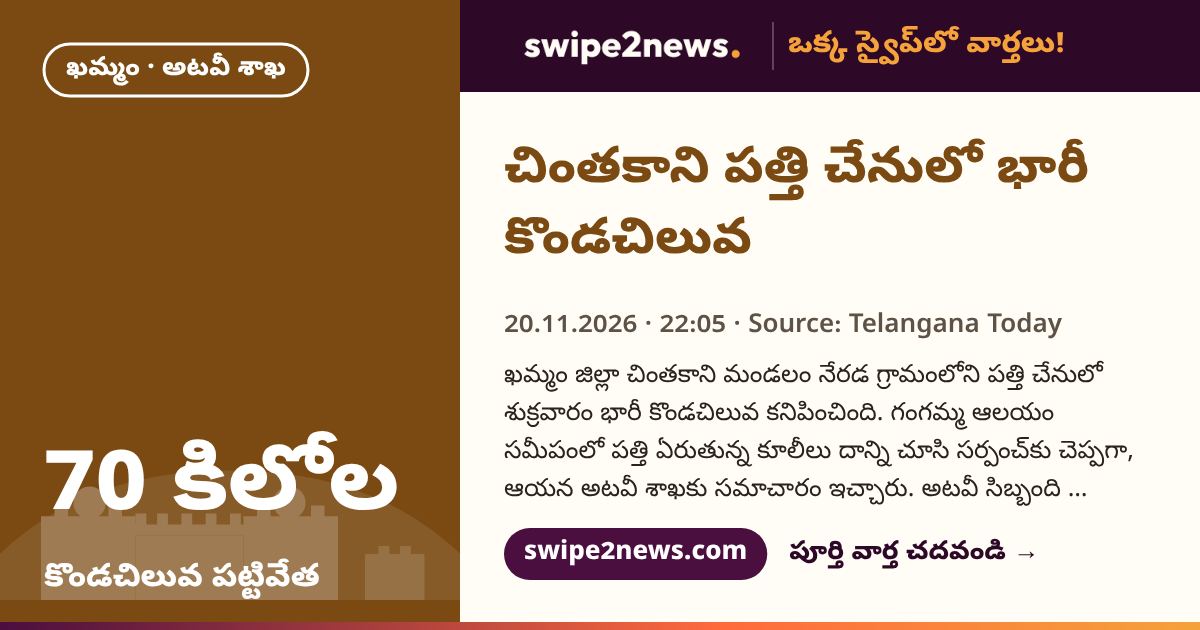 ఖమ్మం · అటవీ శాఖ
70 కిలోల
కొండచిలువ పట్టివేత
swipe2news.
ఒక్క స్వైప్‌లో వార్తలు!
చింతకాని పత్తి చేనులో భారీ
కొండచిలువ
20.11.2026 · 22:05 · Source: Telangana Today
ఖమ్మం జిల్లా చింతకాని మండలం నేరడ గ్రామంలోని పత్తి చేనులో
శుక్రవారం భారీ కొండచిలువ కనిపించింది. గంగమ్మ ఆలయం
సమీపంలో పత్తి ఏరుతున్న కూలీలు దాన్ని చూసి సర్పంచ్‌కు చెప్పగా,
ఆయన అటవీ శాఖకు సమాచారం ఇచ్చారు. అటవీ సిబ్బంది ...
swipe2news.com
పూర్తి వార్త చదవండి →